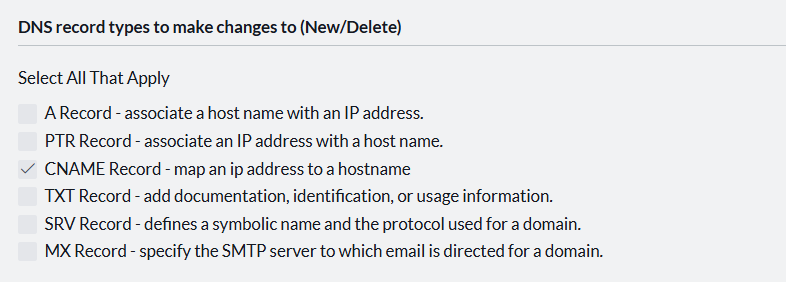 DNS record types to make changes to (New/Delete)
Select All That Apply
A Record - associate a host name with an IP address.
PTR Record - associate an IP address with a host name.
CNAME Record - map an ip address to a hostname
TXT Record - add documentation, identification, or usage information.
SRV Record - defines a symbolic name and the protocol used for a domain.
MX Record - specify the SMTP server to which email is directed for a domain.